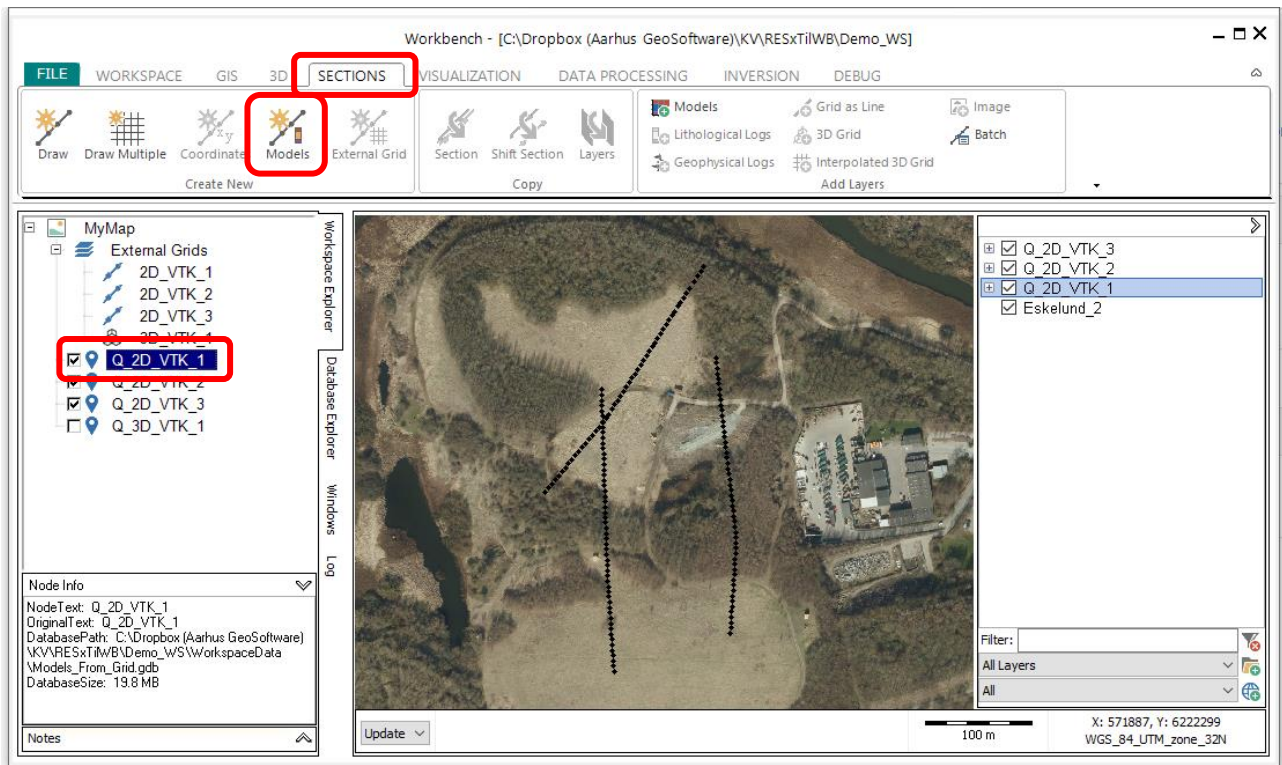 Workbench - [C:\Dropbox (Aarhus GeoSoftware)\KV\RESxTilWB\Demo_WS]
FILE WORKSPACE GIS 3D SECTIONS VISUALIZATION DATA PROCESSING INVERSION DEBUG
Draw Draw Multiple Coordinate Models External Grid
Create New
Section Shift Section Layers
Copy
Models Grid as Line Image
Lithological Logs 3D Grid Batch
Geophysical Logs Interpolated 3D Grid
Add Layers
MyMap
External Grids
2D_VTK_1
2D_VTK_2
2D_VTK_3
3D_VTK_1
Q_2D_VTK_1
Q_2D_VTK_2
Q_2D_VTK_3
Q_3D_VTK_1
Workspace Explorer
Database Explorer
Windows
Log
Node Info
NodeText: Q_2D_VTK_1
OriginalText: Q_2D_VTK_1
DatabasePath: C:\Dropbox (Aarhus GeoSoftware)
\KV\RESxTilWB\Demo_WS\WorkspaceData
\Models_From_Grid.gdb
DatabaseSize: 19.8 MB
Notes
Q_2D_VTK_3
Q_2D_VTK_2
Q_2D_VTK_1
Eskelund_2
Filter:
All Layers
All
Update
100 m
X: 571887, Y: 6222299
WGS_84_UTM_zone_32N